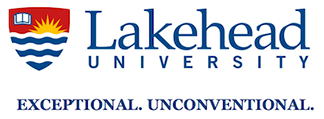 Lakehead
UNIVERSITY
EXCEPTIONAL. UNCONVENTIONAL.